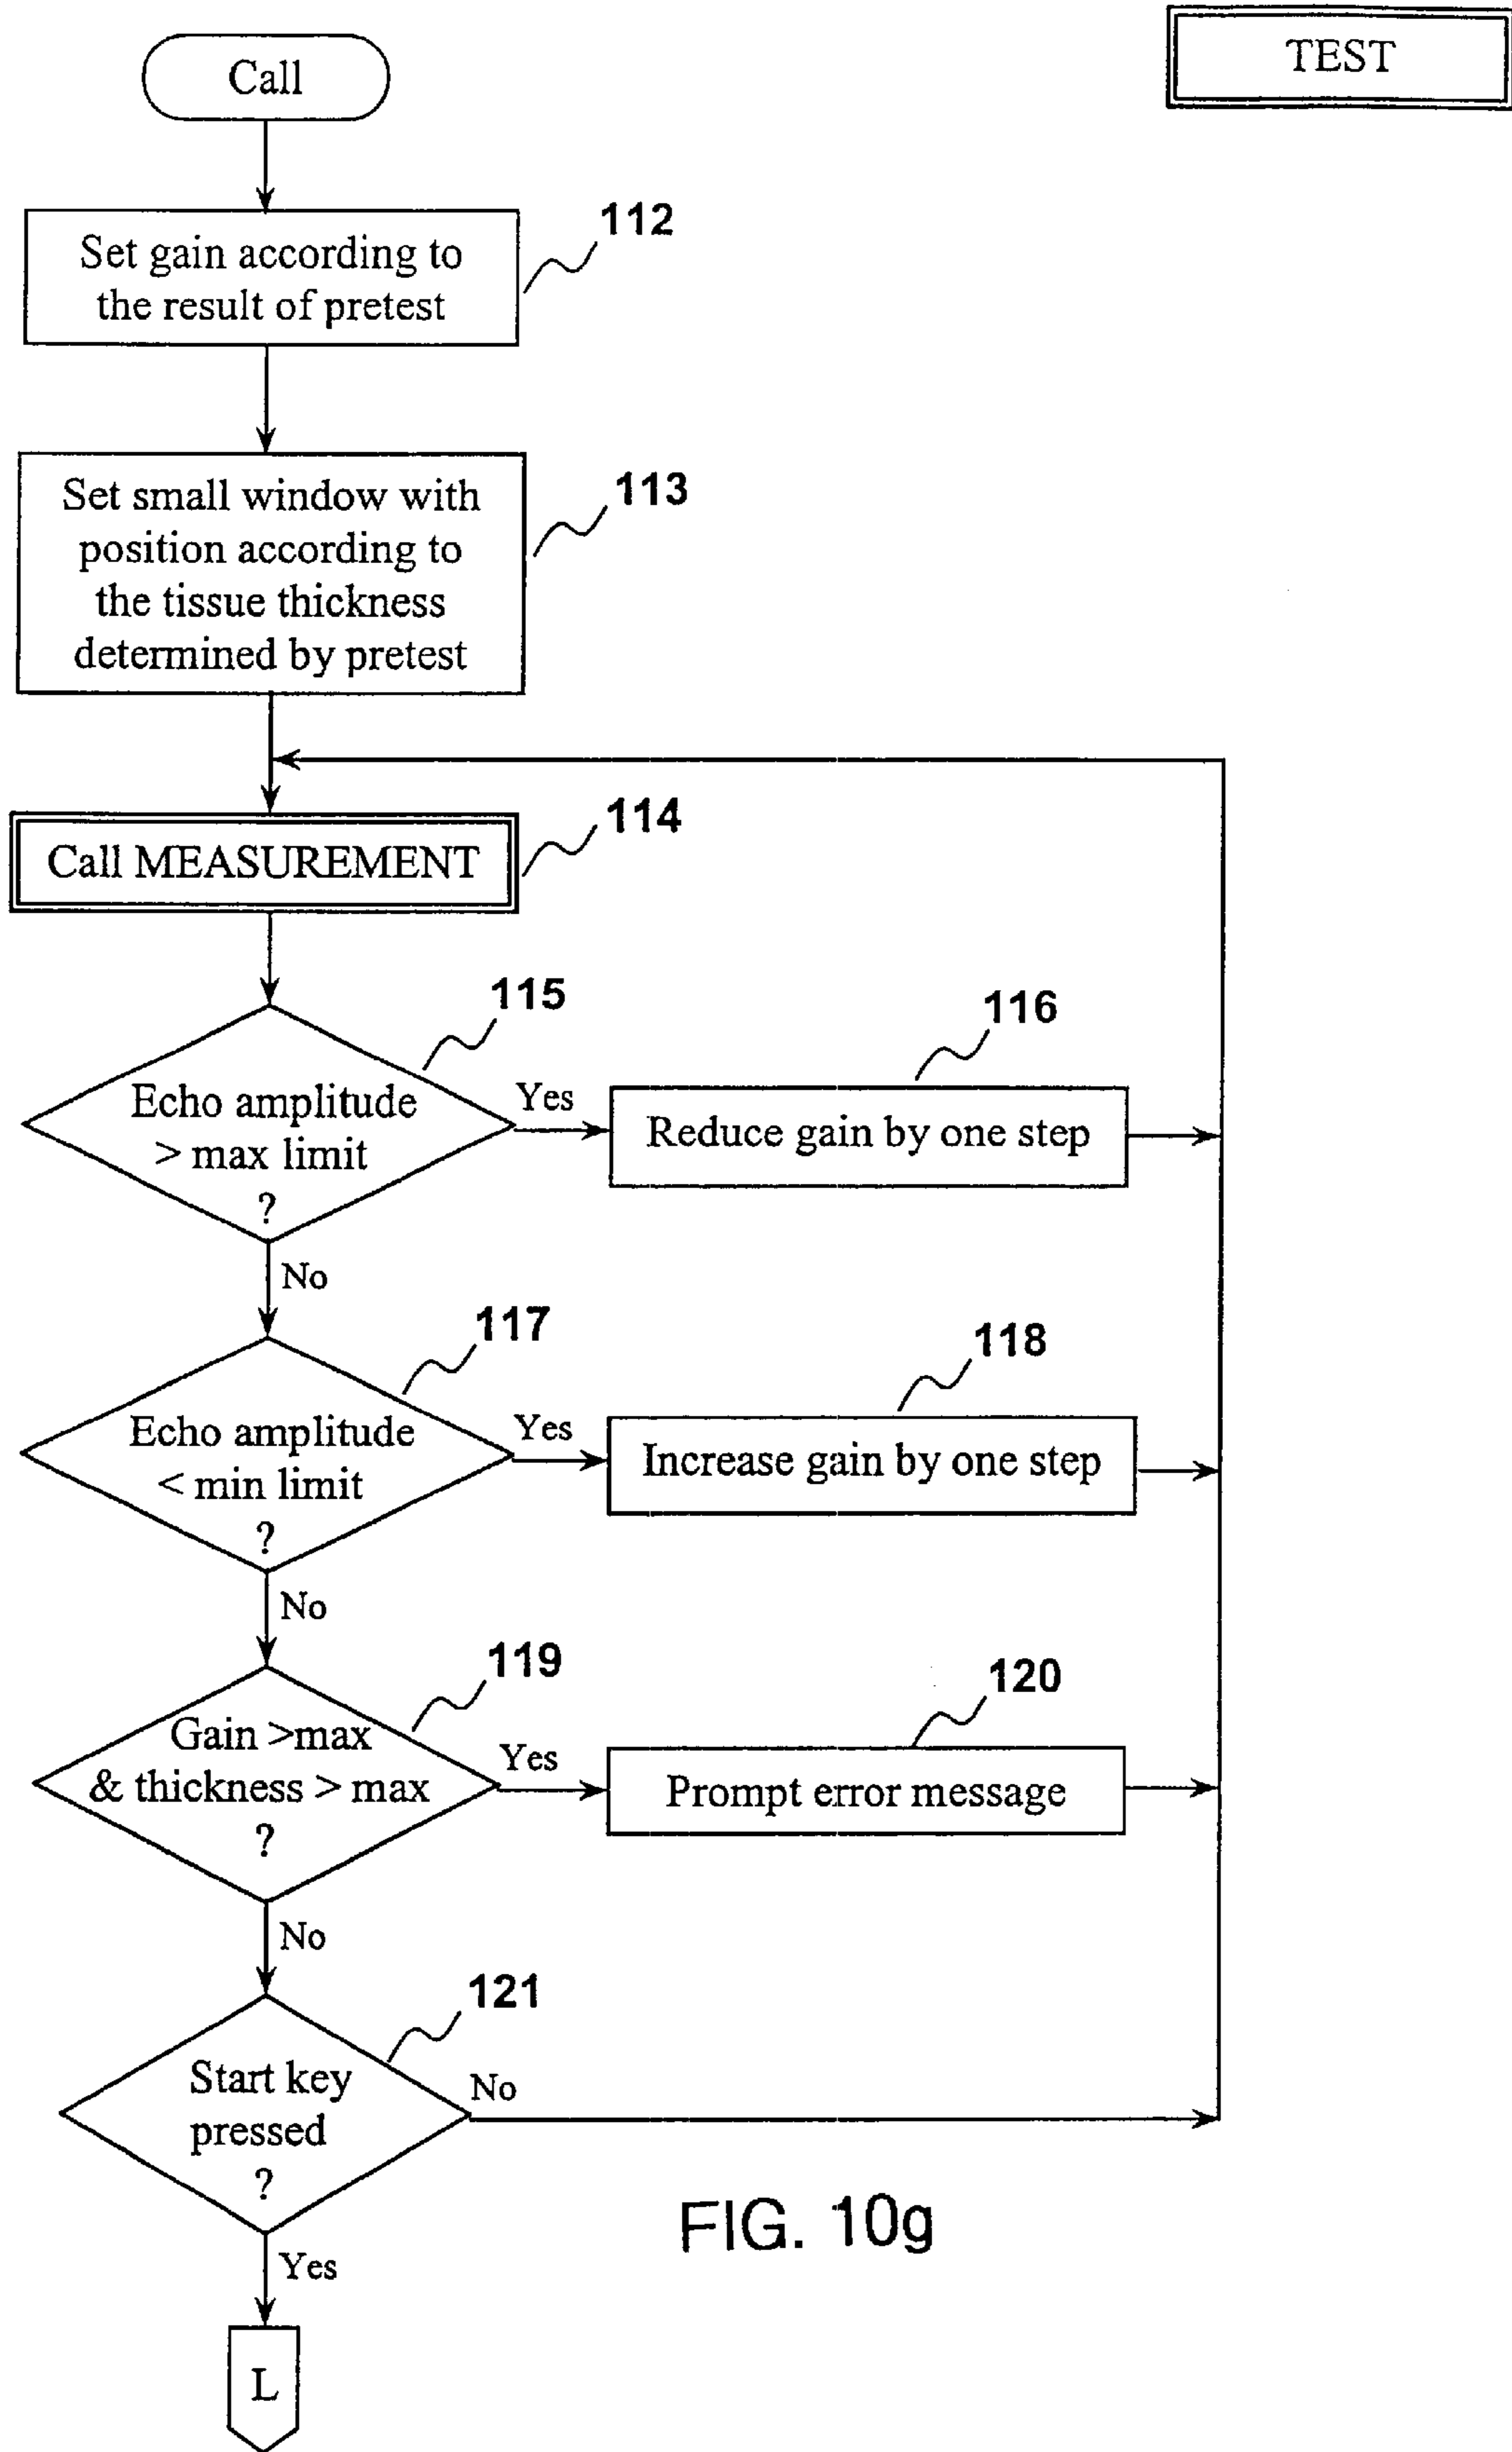 TEST
Call
112
Set gain according to
the result of pretest
113
Set small window with
position according to
the tissue thickness
determined by pretest
114
Call MEASUREMENT
115
Echo amplitude
> max limit
?
Yes
116
Reduce gain by one step
No
117
Echo amplitude
< min limit
?
Yes
118
Increase gain by one step
No
119
Gain >max
& thickness > max
?
Yes
120
Prompt error message
No
121
Start key
pressed
?
No
Yes
L
FIG. 10g